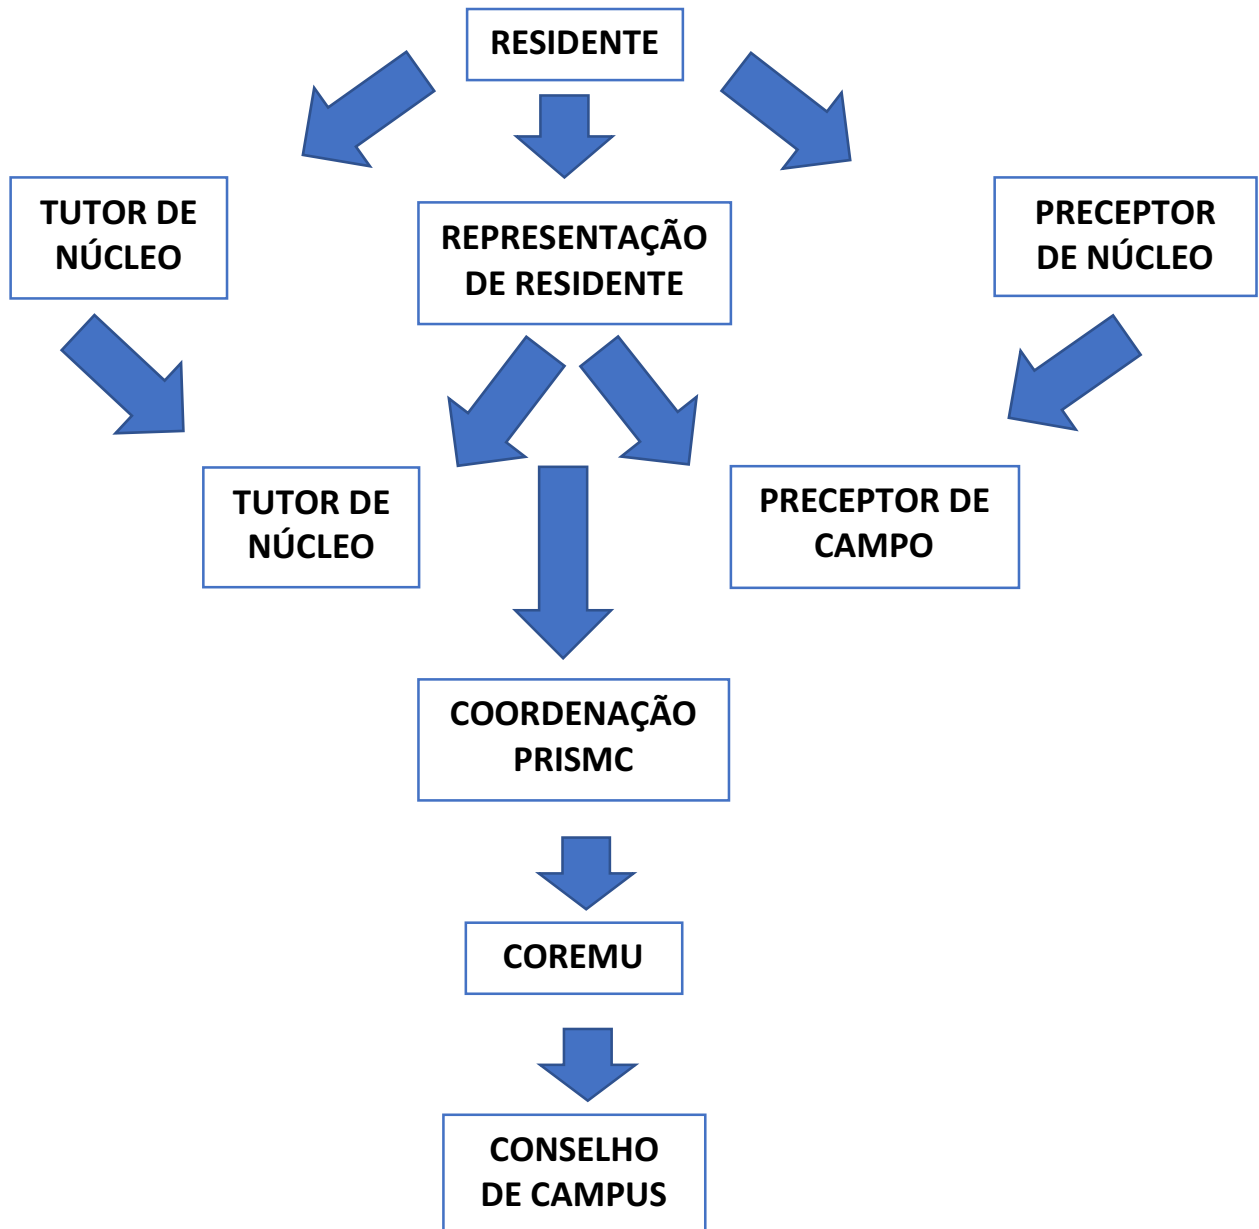 RESIDENTE
TUTOR DE
NÚCLEO
REPRESENTAÇÃO
DE RESIDENTE
PRECEPTOR
DE NÚCLEO
TUTOR DE
NÚCLEO
PRECEPTOR DE
CAMPO
COORDENAÇÃO
PRISMC
COREMU
CONSELHO
DE CAMPUS